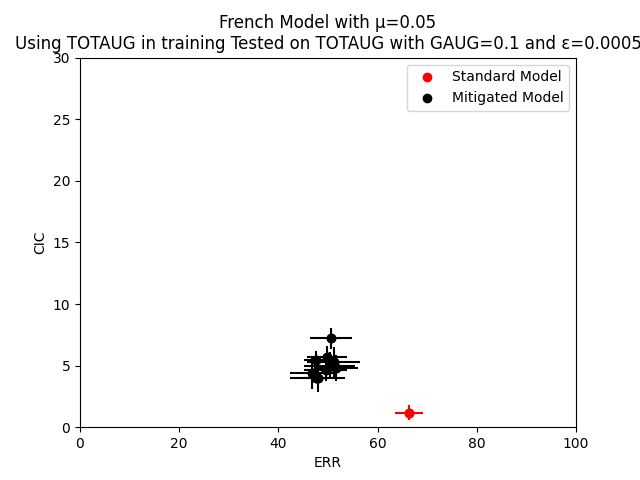 French Model with μ=0.05
Using TOTAUG in training Tested on TOTAUG with GAUG=0.1 and ε=0.0005
Standard Model
Mitigated Model
30
25
20
15
10
5
0
CIC
0 20 40 60 80 100
ERR